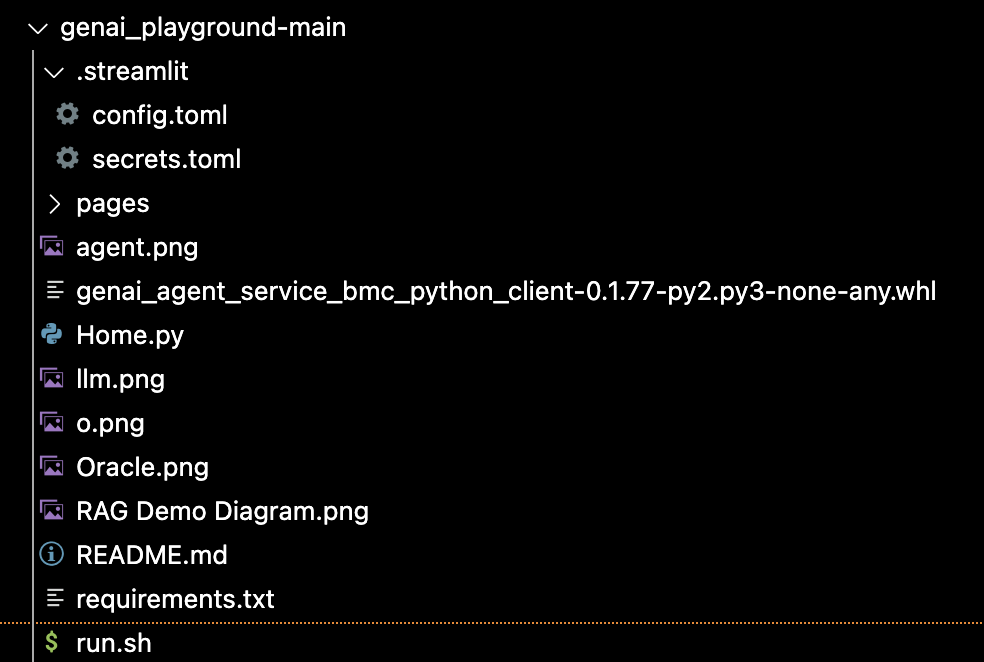 genai_playground-main
.streamlit
config.toml
secrets.toml
pages
agent.png
genai_agent_service_bmc_python_client-0.1.77-py2.py3-none-any.whl
Home.py
llm.png
o.png
Oracle.png
RAG Demo Diagram.png
README.md
requirements.txt
$ run.sh